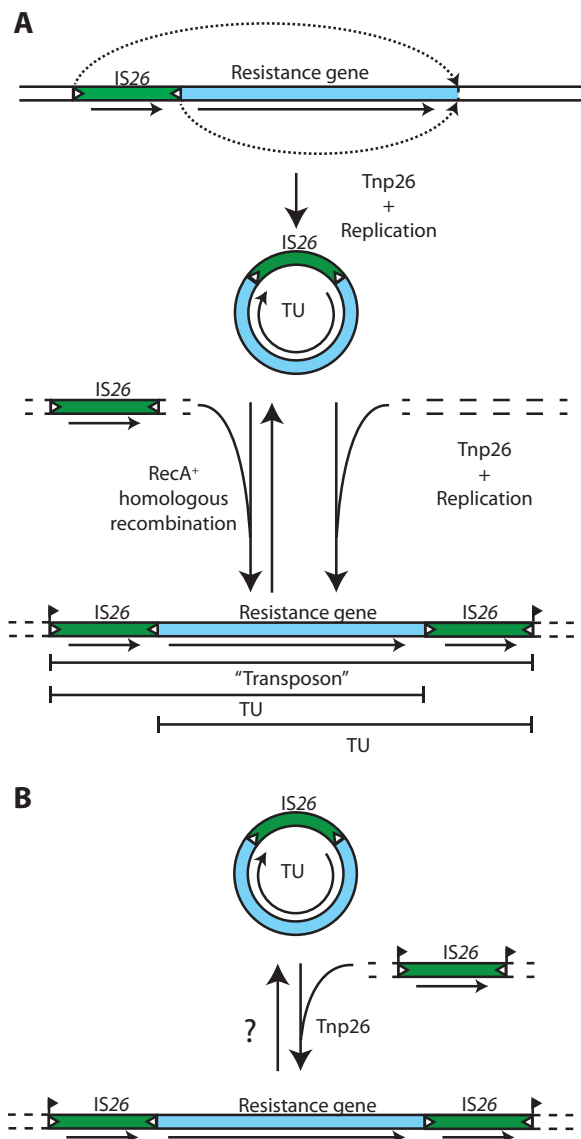 A
IS26
Resistance gene
Tnp26
+
Replication
IS26
TU
IS26
RecA+
homologous
recombination
Tnp26
+
Replication
IS26
Resistance gene
IS26
“Transposon”
TU
TU
B
IS26
TU
IS26
?
Tnp26
IS26
Resistance gene
IS26